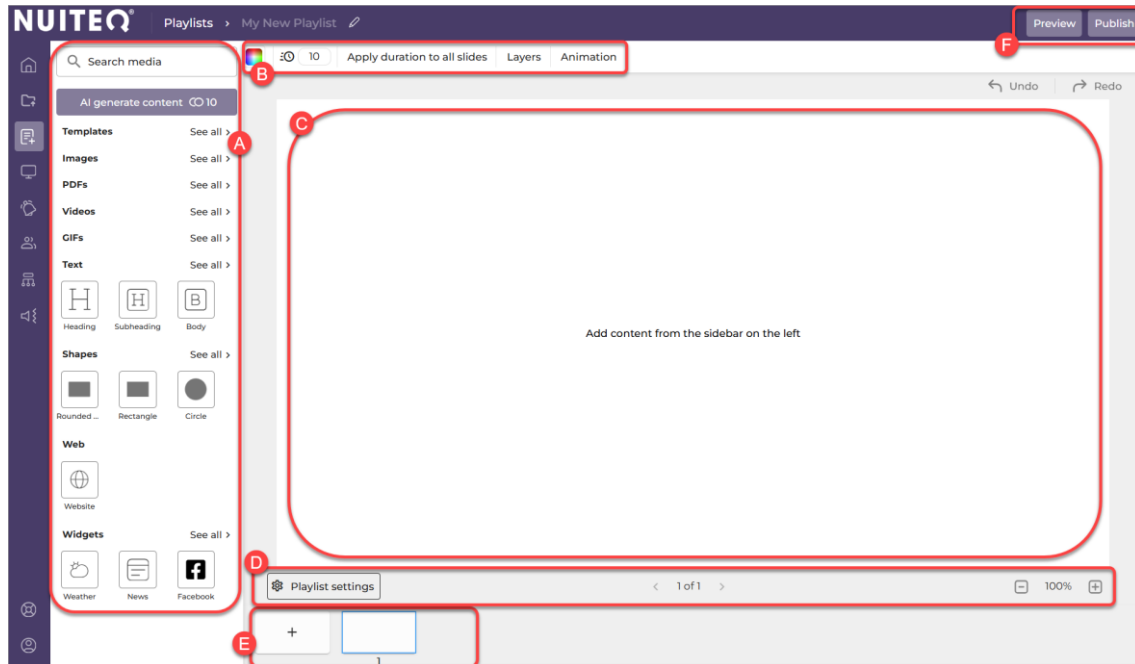 NUITEQ® Playlists › My New Playlist
Preview Publish
F
Search media
10 Apply duration to all slides Layers Animation
B
Undo Redo
AI generate content 10
A
C
Templates See all >
Images See all >
PDFs See all >
Videos See all >
GIFs See all >
Text See all >
H H B
Heading Subheading Body
Add content from the sidebar on the left
Shapes See all >
Rounded ... Rectangle Circle
Web
Website
Widgets See all >
Weather News Facebook
D
Playlist settings < 1 of 1 > 100%
E
+
1